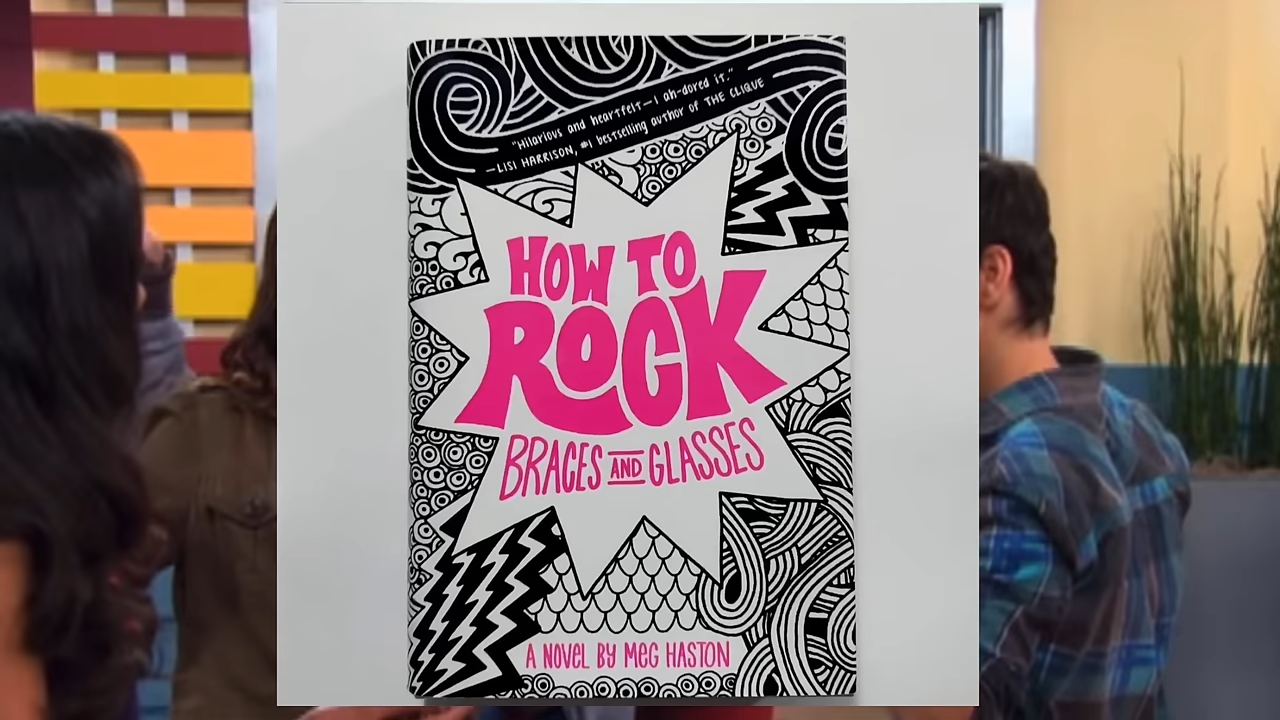 "Hilarious and heartfelt—I ah-dored it."
—LISI HARRISON, #1 bestselling author of THE CLIQUE
HOW TO
ROCK
BRACES AND GLASSES
A NOVEL BY MEG HASTON